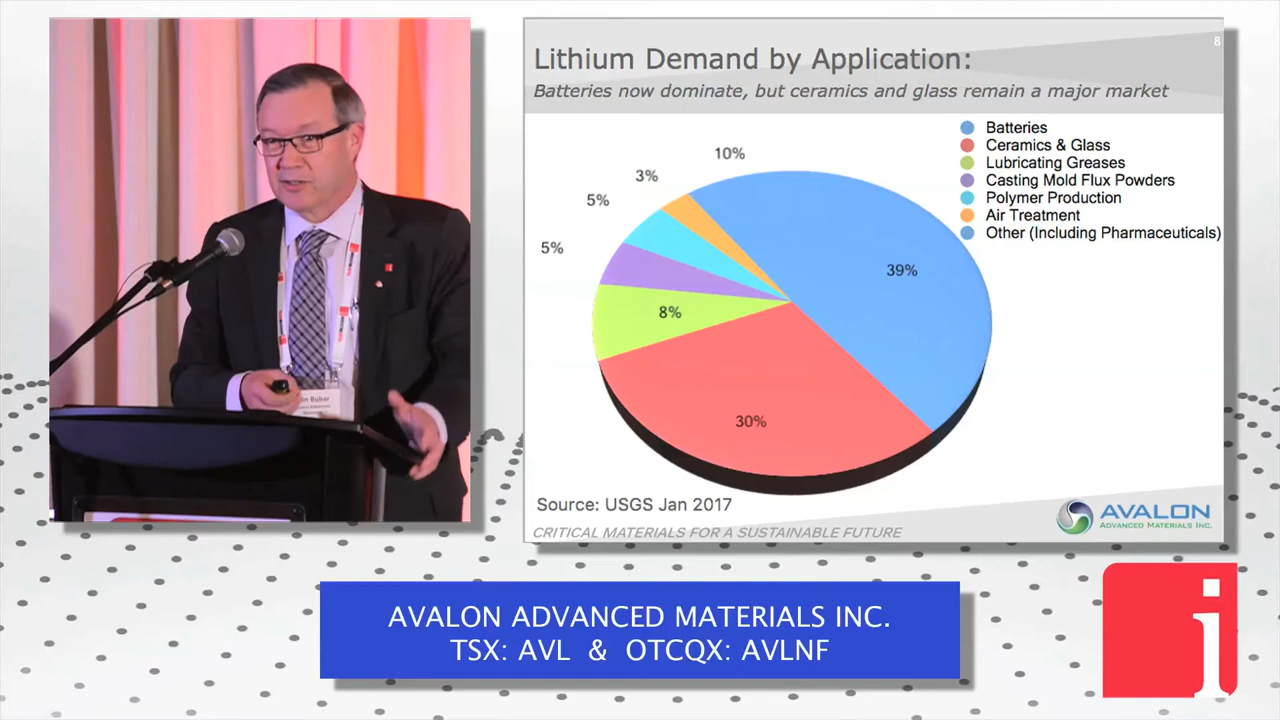 8
Lithium Demand by Application:
Batteries now dominate, but ceramics and glass remain a major market
Batteries
Ceramics & Glass
Lubricating Greases
Casting Mold Flux Powders
Polymer Production
Air Treatment
Other (Including Pharmaceuticals)
10%
3%
5%
5%
8%
39%
30%
Source: USGS Jan 2017
CRITICAL MATERIALS FOR A SUSTAINABLE FUTURE
AVALON
ADVANCED MATERIALS INC.
Bubar
AVALON ADVANCED MATERIALS INC.
TSX: AVL & OTCQX: AVLNF
i